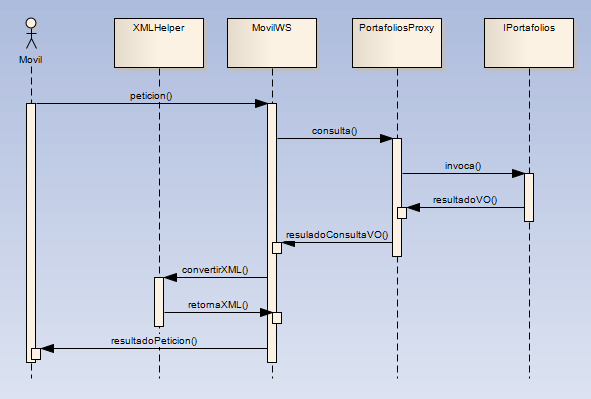 XMLHelper
MovilWS
PortafoliosProxy
IPortafolios
Movil
peticion()
consulta()
invoca()
resultadoVO()
resuladoConsultaVO()
convertirXML()
retornaXML()
resultadoPeticion()